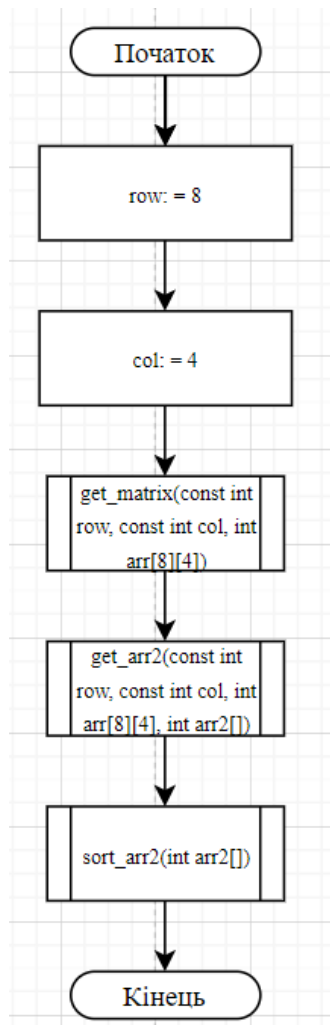 Початок
row: = 8
col: = 4
get_matrix(const int
row, const int col, int
arr[8][4])
get_arr2(const int
row, const int col, int
arr[8][4], int arr2[])
sort_arr2(int arr2[])
Кінець